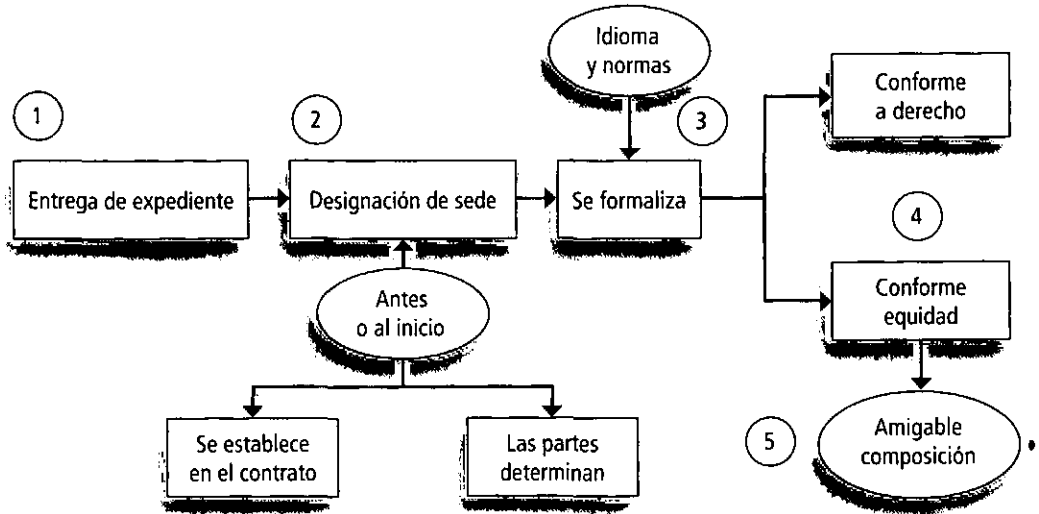 Idioma
y normas
Conforme
a derecho
1
2
3
Entrega de expediente
Designación de sede
Se formaliza
4
Antes
o al inicio
Conforme
equidad
Se establece
en el contrato
Las partes
determinan
5
Amigable
composición